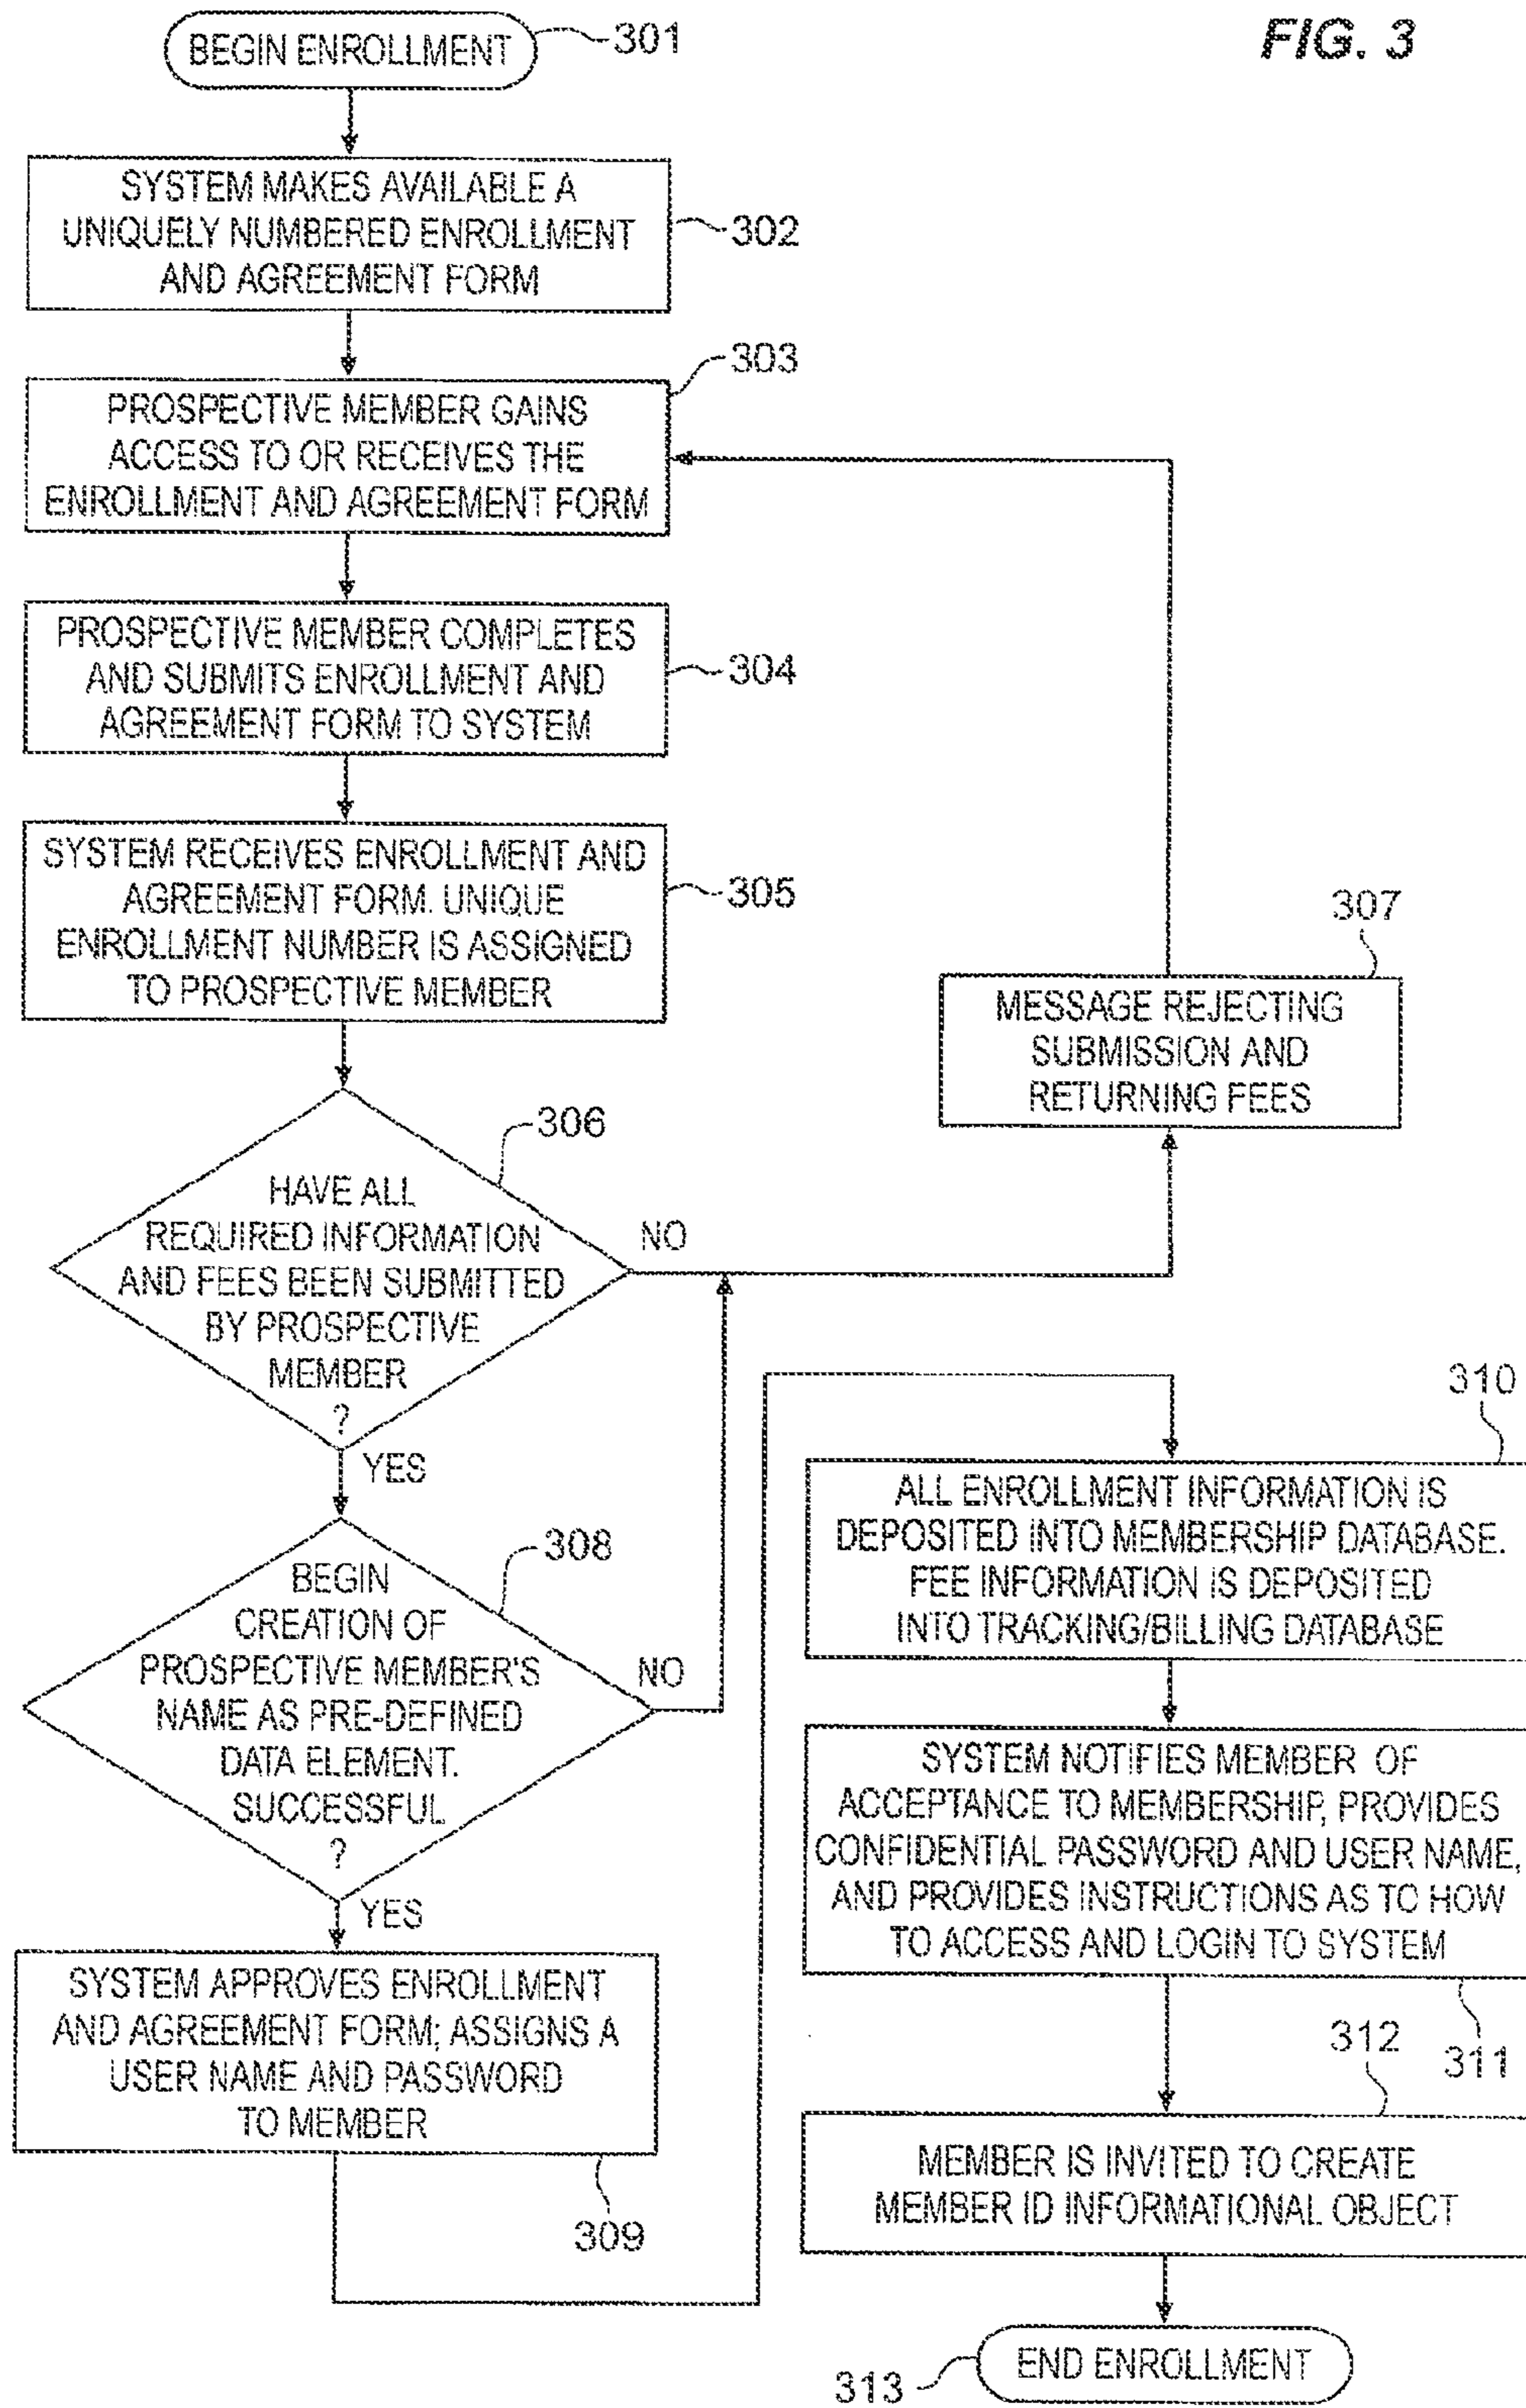 FIG. 3
BEGIN ENROLLMENT
301
SYSTEM MAKES AVAILABLE A
UNIQUELY NUMBERED ENROLLMENT
AND AGREEMENT FORM
302
303
PROSPECTIVE MEMBER GAINS
ACCESS TO OR RECEIVES THE
ENROLLMENT AND AGREEMENT FORM
PROSPECTIVE MEMBER COMPLETES
AND SUBMITS ENROLLMENT AND
AGREEMENT FORM TO SYSTEM
304
SYSTEM RECEIVES ENROLLMENT AND
AGREEMENT FORM. UNIQUE
ENROLLMENT NUMBER IS ASSIGNED
TO PROSPECTIVE MEMBER
305
306
HAVE ALL
REQUIRED INFORMATION
AND FEES BEEN SUBMITTED
BY PROSPECTIVE
MEMBER
?
NO
YES
307
MESSAGE REJECTING
SUBMISSION AND
RETURNING FEES
308
BEGIN
CREATION OF
PROSPECTIVE MEMBER'S
NAME AS PRE-DEFINED
DATA ELEMENT.
SUCCESSFUL
?
NO
YES
SYSTEM APPROVES ENROLLMENT
AND AGREEMENT FORM; ASSIGNS A
USER NAME AND PASSWORD
TO MEMBER
309
310
ALL ENROLLMENT INFORMATION IS
DEPOSITED INTO MEMBERSHIP DATABASE.
FEE INFORMATION IS DEPOSITED
INTO TRACKING/BILLING DATABASE
SYSTEM NOTIFIES MEMBER OF
ACCEPTANCE TO MEMBERSHIP, PROVIDES
CONFIDENTIAL PASSWORD AND USER NAME,
AND PROVIDES INSTRUCTIONS AS TO HOW
TO ACCESS AND LOGIN TO SYSTEM
311
312
MEMBER IS INVITED TO CREATE
MEMBER ID INFORMATIONAL OBJECT
END ENROLLMENT
313